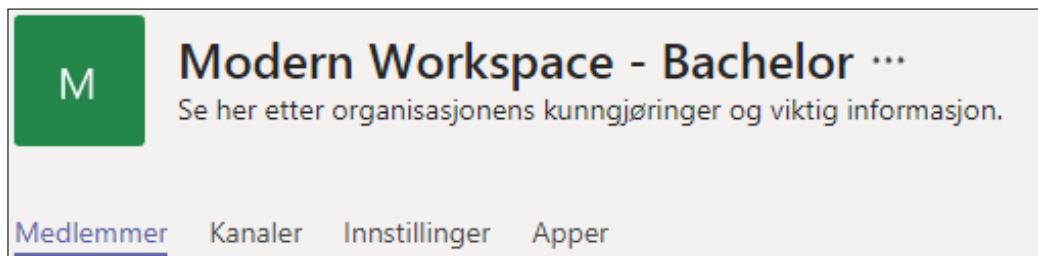 M
Modern Workspace - Bachelor ...
Se her etter organisasjonens kunngjøringer og viktig informasjon.
Medlemmer Kanaler Innstillinger Apper